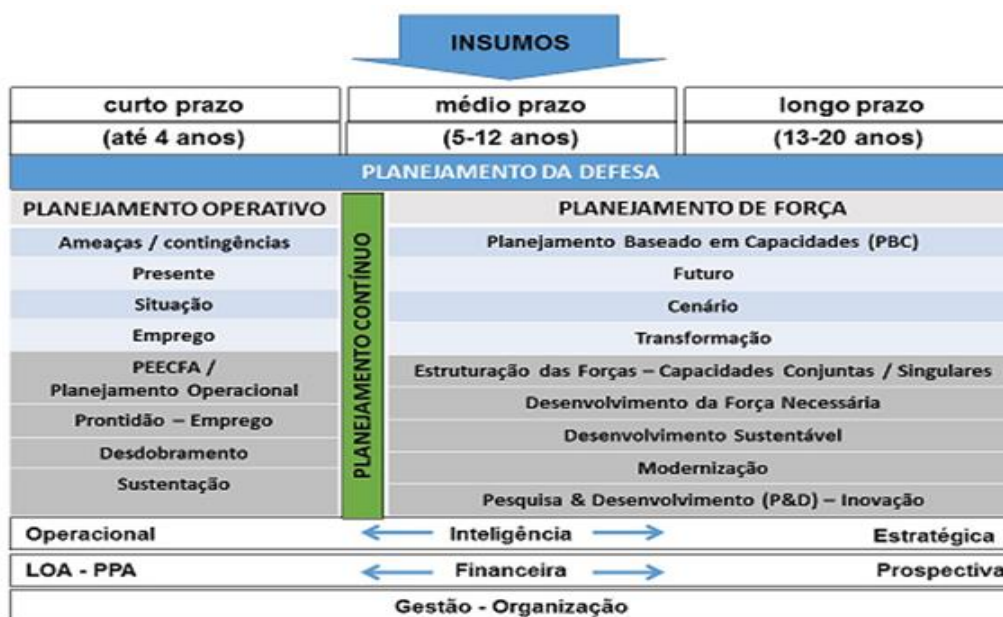 INSUMOS
curto prazo
médio prazo
longo prazo
(até 4 anos)
(5-12 anos)
(13-20 anos)
PLANEJAMENTO DA DEFESA
PLANEJAMENTO OPERATIVO
Ameaças / contingências
Presente
Situação
Emprego
PEECFA /
Planejamento Operacional
Prontidão – Emprego
Desdobramento
Sustentação
PLANEJAMENTO CONTÍNUO
PLANEJAMENTO DE FORÇA
Planejamento Baseado em Capacidades (PBC)
Futuro
Cenário
Transformação
Estruturação das Forças – Capacidades Conjuntas / Singulares
Desenvolvimento da Força Necessária
Desenvolvimento Sustentável
Modernização
Pesquisa & Desenvolvimento (P&D) – Inovação
Operacional
Inteligência
Estratégica
LOA - PPA
Financeira
Prospectiva
Gestão - Organização